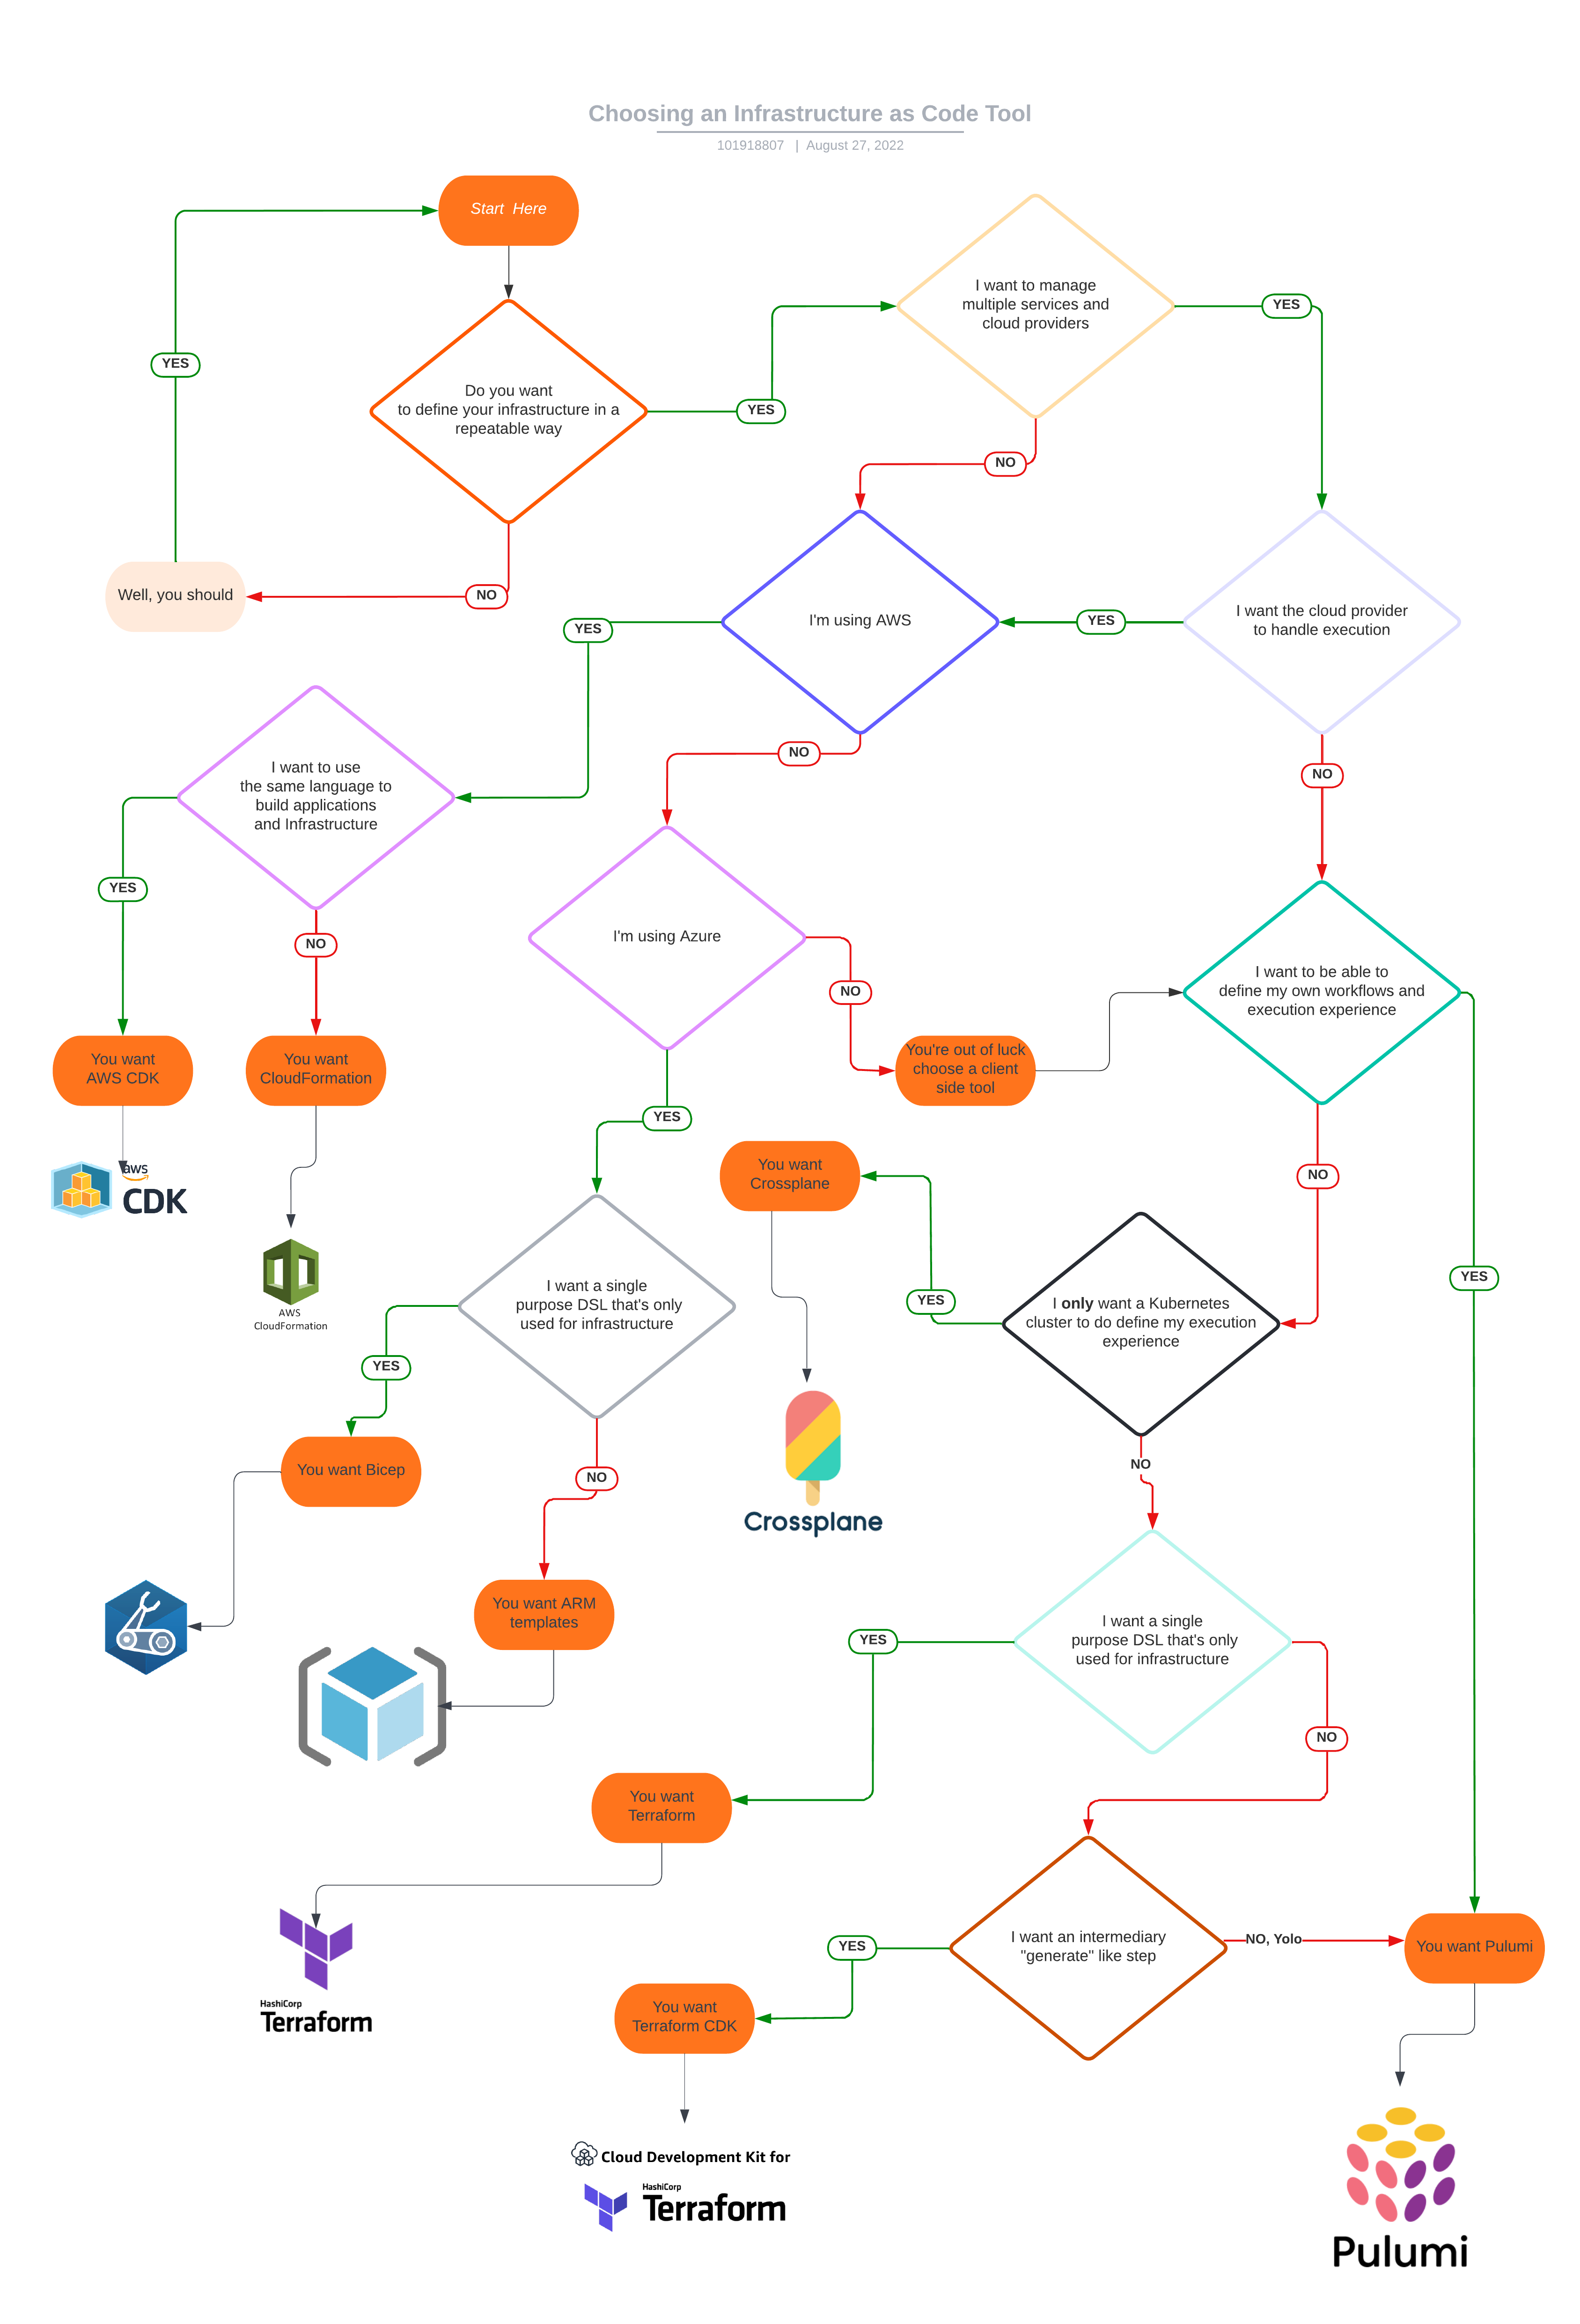 Choosing an Infrastructure as Code Tool
101918807 | August 27, 2022
Start Here
I want to manage
multiple services and
cloud providers
YES
YES
Do you want
to define your infrastructure in a
repeatable way
YES
NO
Well, you should
NO
I'm using AWS
YES
I want the cloud provider
to handle execution
YES
NO
NO
I want to use
the same language to
build applications
and Infrastructure
YES
NO
I'm using Azure
NO
I want to be able to
define my own workflows and
execution experience
You want
AWS CDK
You want
CloudFormation
You're out of luck
choose a client
side tool
YES
NO
aws
CDK
You want
Crossplane
AWS
CloudFormation
I want a single
purpose DSL that's only
used for infrastructure
YES
I only want a Kubernetes
cluster to do define my execution
experience
YES
YES
You want Bicep
NO
NO
Crossplane
You want ARM
templates
YES
I want a single
purpose DSL that's only
used for infrastructure
NO
You want
Terraform
HashiCorp
Terraform
YES
I want an intermediary
"generate" like step
NO, Yolo
You want Pulumi
You want
Terraform CDK
Cloud Development Kit for
HashiCorp
Terraform
Pulumi